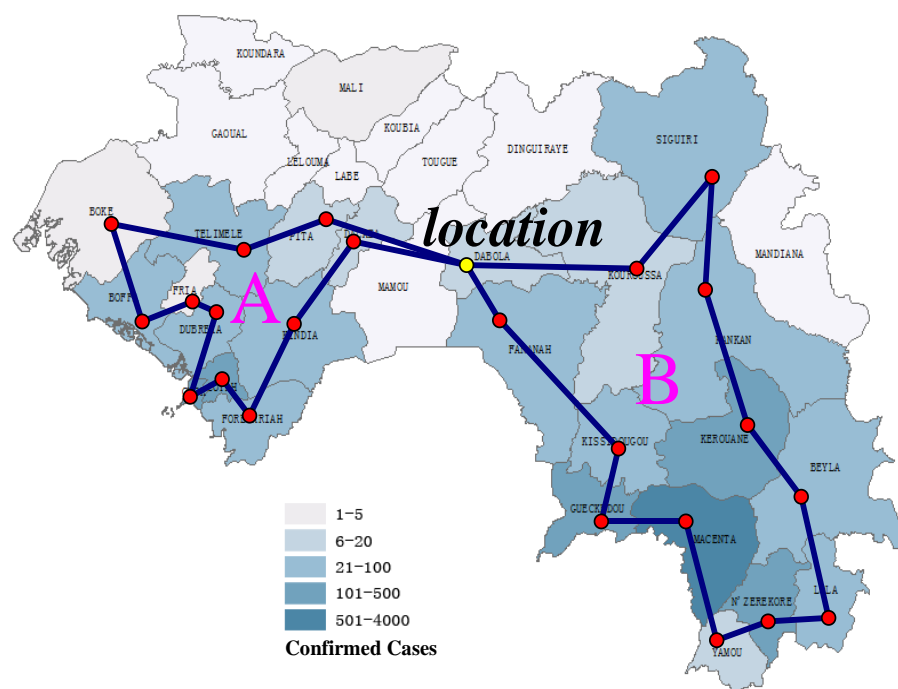 KOUNDARA
MALI
GAOUAL
KOUBIA
SIGUIRI
LELOUMA
LABE
TOUGUE
DINGUIRAYE
BOKE
TELIMELE
PITA
location
DABOLA
MANDIANA
KOUROUSSA
MAMOU
FRIA
BOFFA
A
DUBREKA
KINDIA
FARANAH
KANKAN
B
FORECARIAH
KISSIDOUGOU
KEROUANE
BEYLA
GUECKEDOU
MACENTA
LOLA
N'ZEREKORE
YAMOU
1-5
6-20
21-100
101-500
501-4000
Confirmed Cases